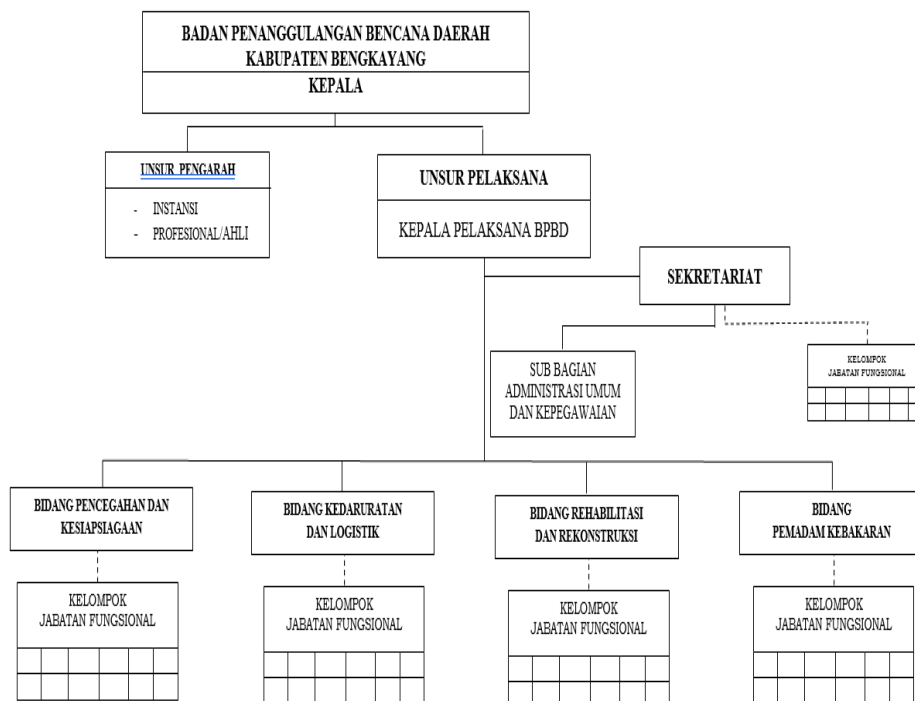 BADAN PENANGGULANGAN BENCANA DAERAH
KABUPATEN BENGKAYANG
KEPALA
UNSUR PENGARAH
- INSTANSI
- PROFESIONAL/AHLI
UNSUR PELAKSANA
KEPALA PELAKSANA BPBD
SEKRETARIAT
SUB BAGIAN
ADMINISTRASI UMUM
DAN KEPEGAWAIAN
KELOMPOK
JABATAN FUNGSIONAL
BIDANG PENCEGAHAN DAN
KESIAPSIAGAAN
BIDANG KEDARURATAN
DAN LOGISTIK
BIDANG REHABILITASI
DAN REKONSTRUKSI
BIDANG
PEMADAM KEBAKARAN
KELOMPOK
JABATAN FUNGSIONAL
KELOMPOK
JABATAN FUNGSIONAL
KELOMPOK
JABATAN FUNGSIONAL
KELOMPOK
JABATAN FUNGSIONAL